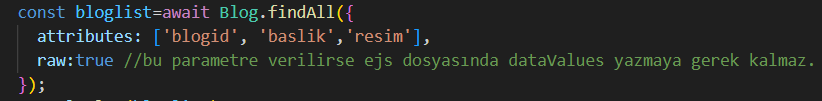 const bloglist=await Blog.findAll({
attributes: ['blogid', 'baslik','resim'],
raw:true //bu parametre verilirse ejs dosyasında dataValues yazmaya gerek kalmaz.
});